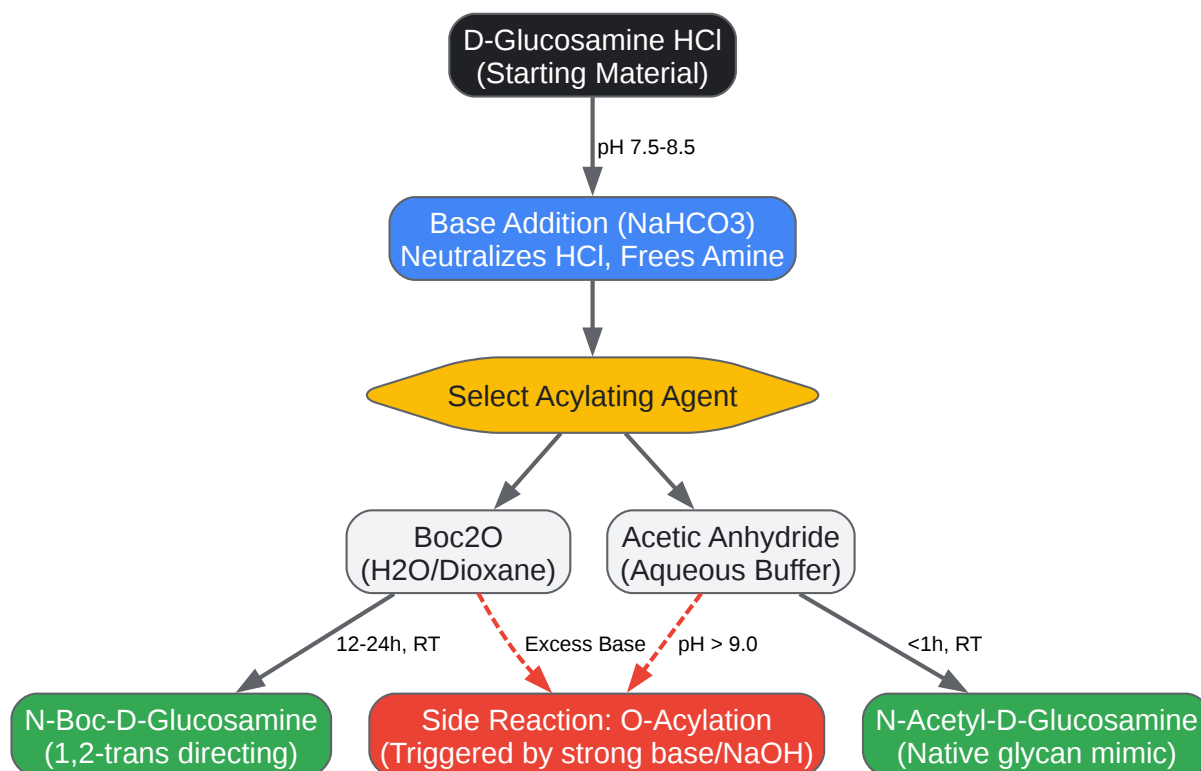 D-Glucosamine HCl
(Starting Material)
pH 7.5-8.5
Base Addition (NaHCO3)
Neutralizes HCl, Frees Amine
Select Acylating Agent
Boc2O
(H2O/Dioxane)
Acetic Anhydride
(Aqueous Buffer)
12-24h, RT
Excess Base
pH > 9.0
<1h, RT
N-Boc-D-Glucosamine
(1,2-trans directing)
Side Reaction: O-Acylation
(Triggered by strong base/NaOH)
N-Acetyl-D-Glucosamine
(Native glycan mimic)